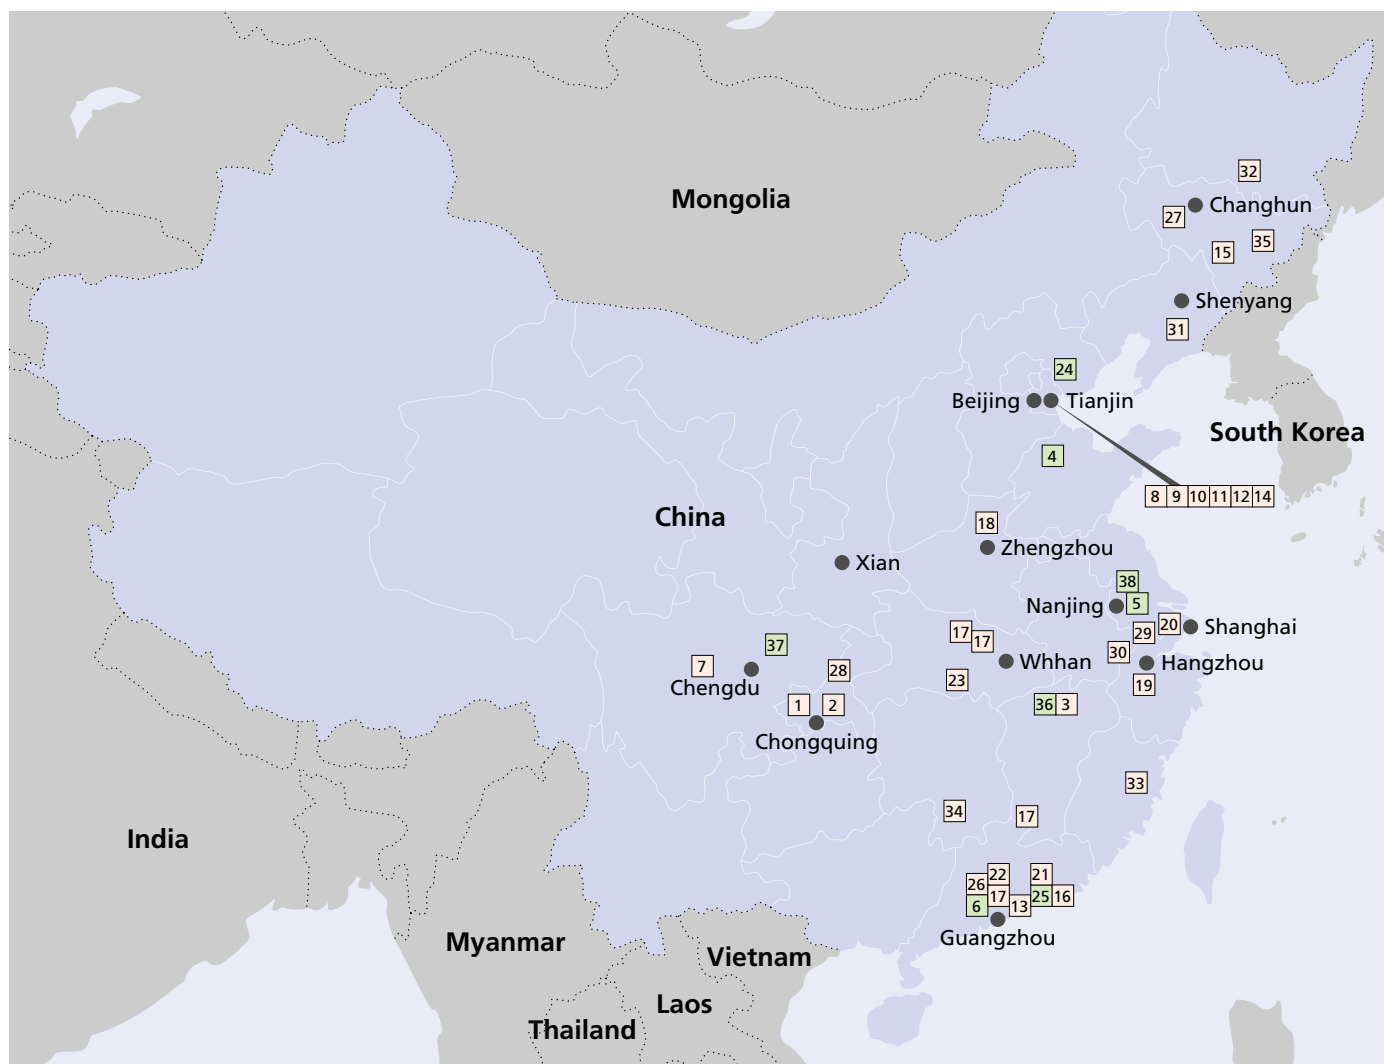 32
Mongolia
27
Changhun
15
35
Shenyang
31
24
Beijing
Tianjin
South Korea
4
8 9 10 11 12 14
China
18
Zhengzhou
Xian
38
Nanjing
5
20
Shanghai
29
17
17
30
Hangzhou
37
7
Chengdu
28
Whhan
23
19
1
2
36 3
Chongquing
33
34
17
India
22
21
26
17
25 16
6
13
Guangzhou
Myanmar
Vietnam
Laos
Thailand